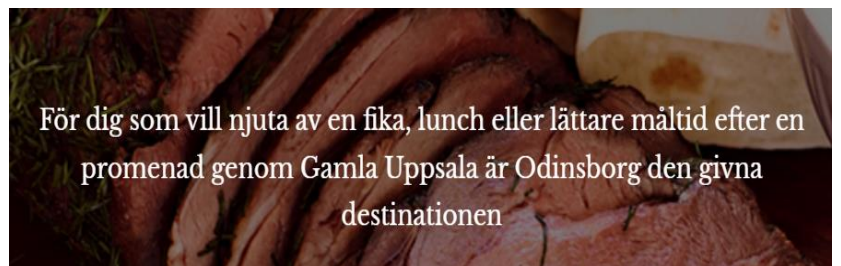 För dig som vill njuta av en fika, lunch eller lättare måltid efter en
promenad genom Gamla Uppsala är Odinsborg den givna
destinationen